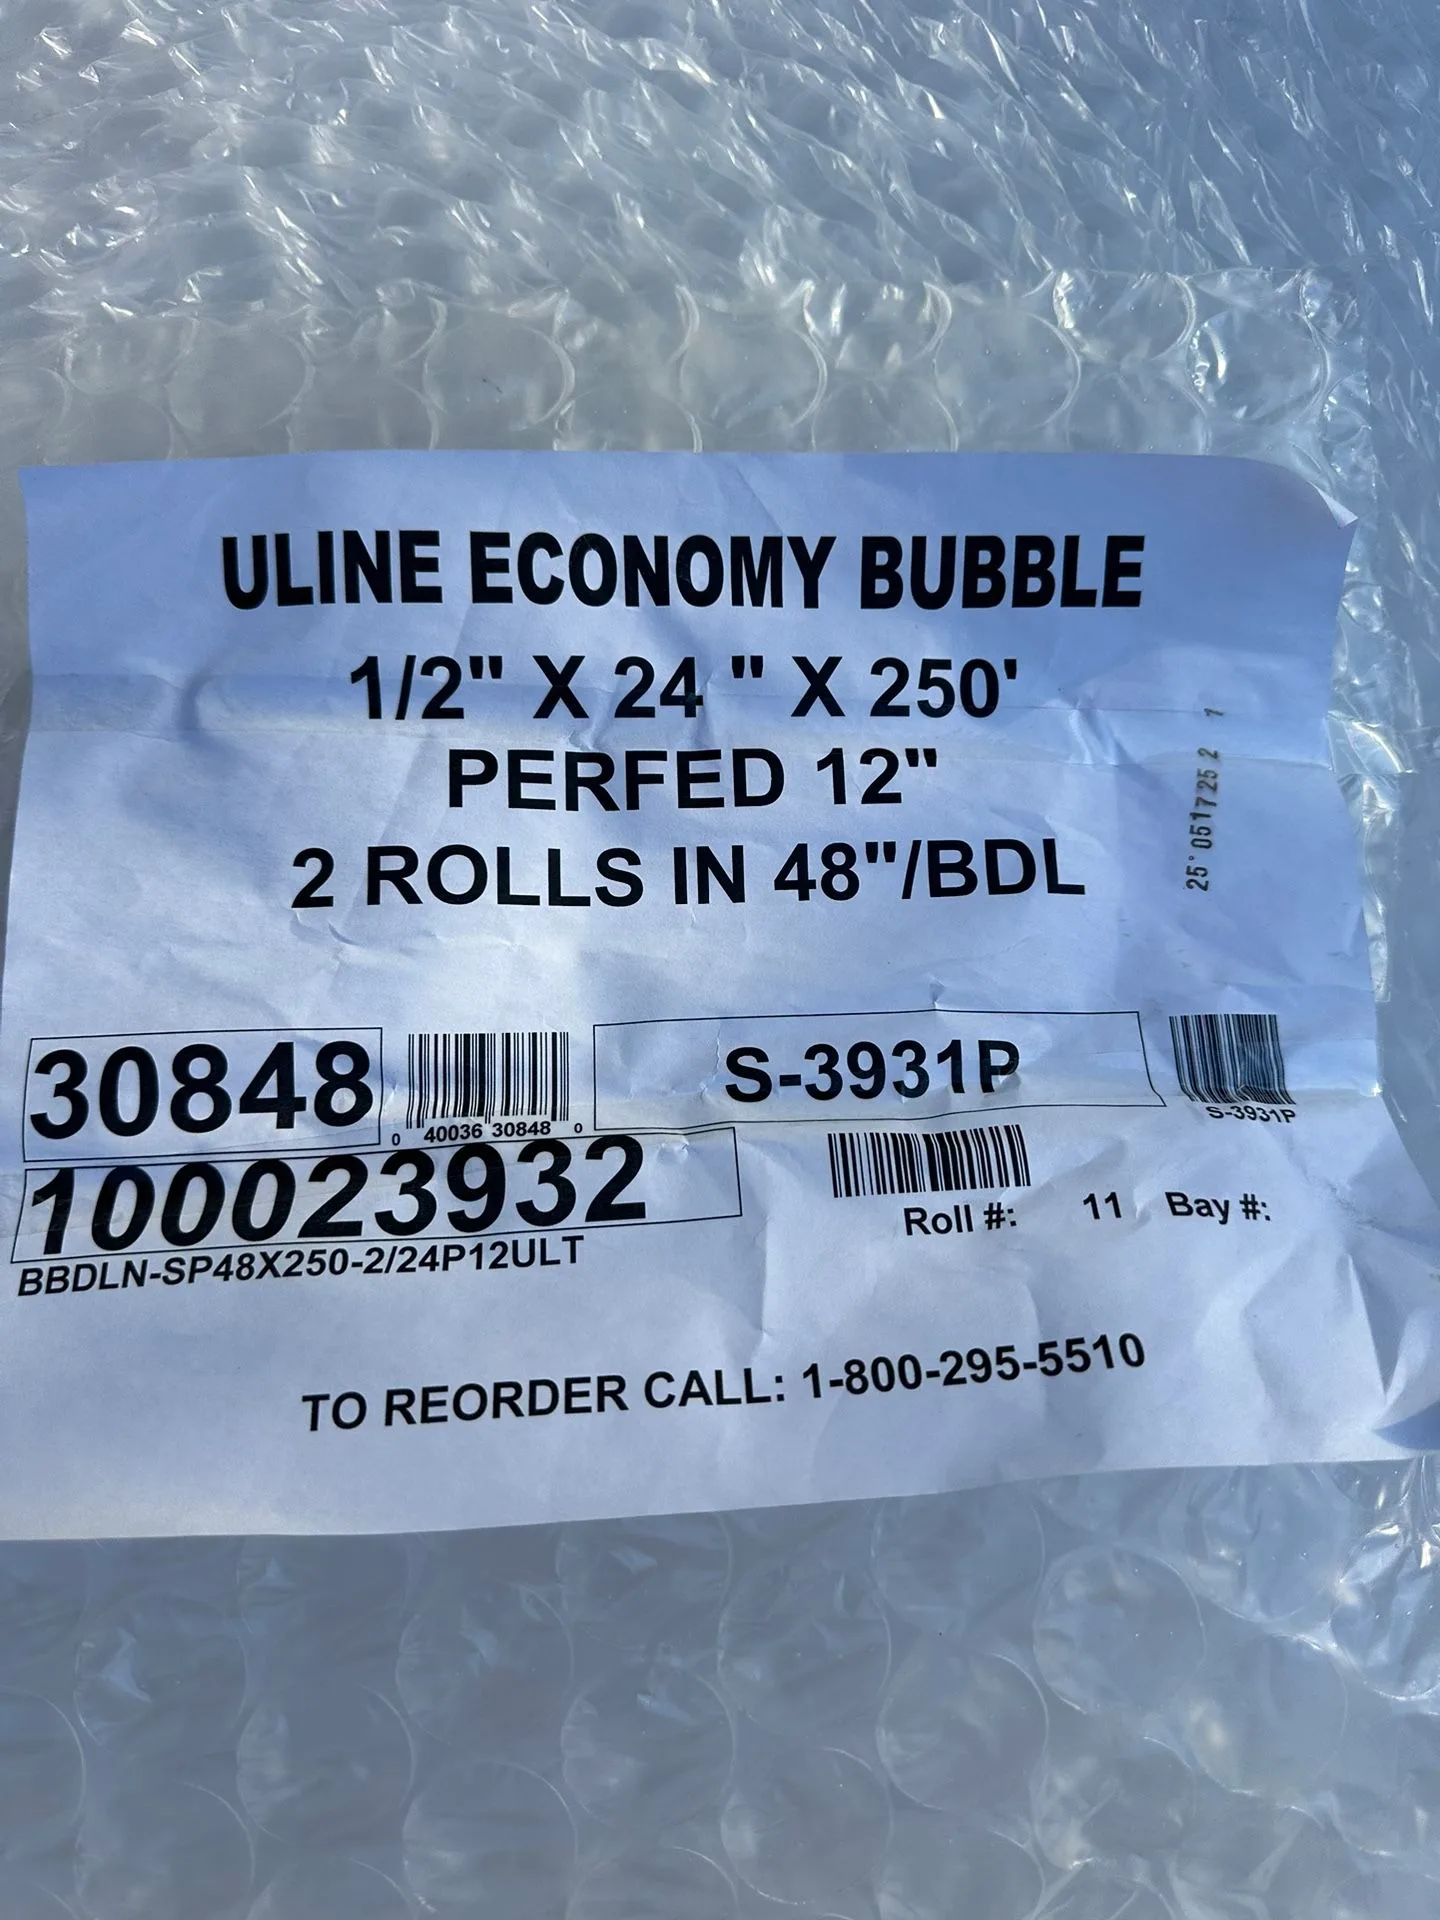 ULINE ECONOMY BUBBLE
1/2" X 24 " X 250'
PERFED 12"
2 ROLLS IN 48"/BDL
25° 051725 2 1
30848
0 40036 30848 0
S-3931P
S-3931P
100023932
BBDLN-SP48X250-2/24P12ULT
Roll #: 11 Bay #:
TO REORDER CALL: 1-800-295-5510